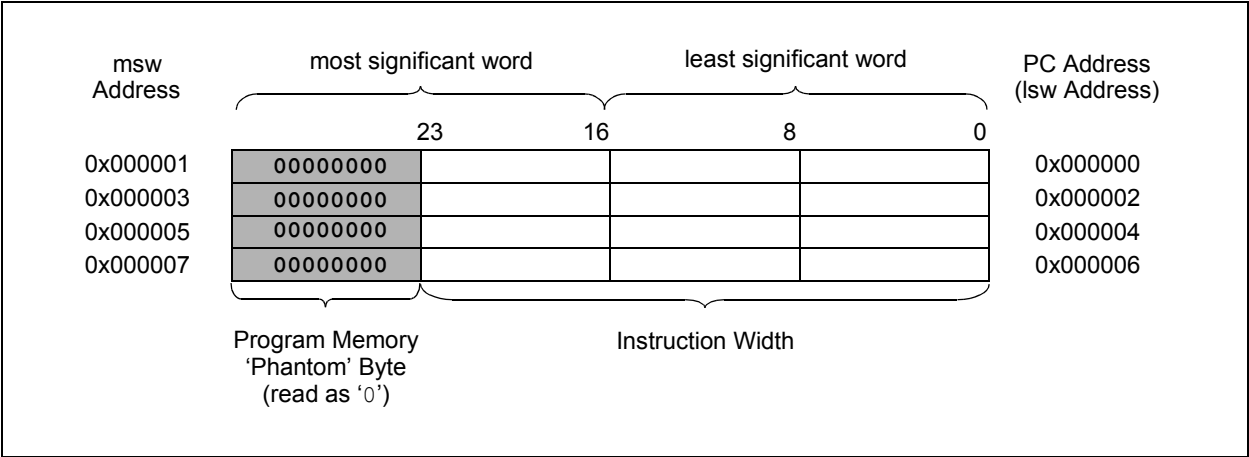 msw
Address
most significant word
least significant word
PC Address
(lsw Address)
23 16 8 0
0x000001 00000000 0x000000
0x000003 00000000 0x000002
0x000005 00000000 0x000004
0x000007 00000000 0x000006
Program Memory
‘Phantom’ Byte
(read as ‘0’)
Instruction Width